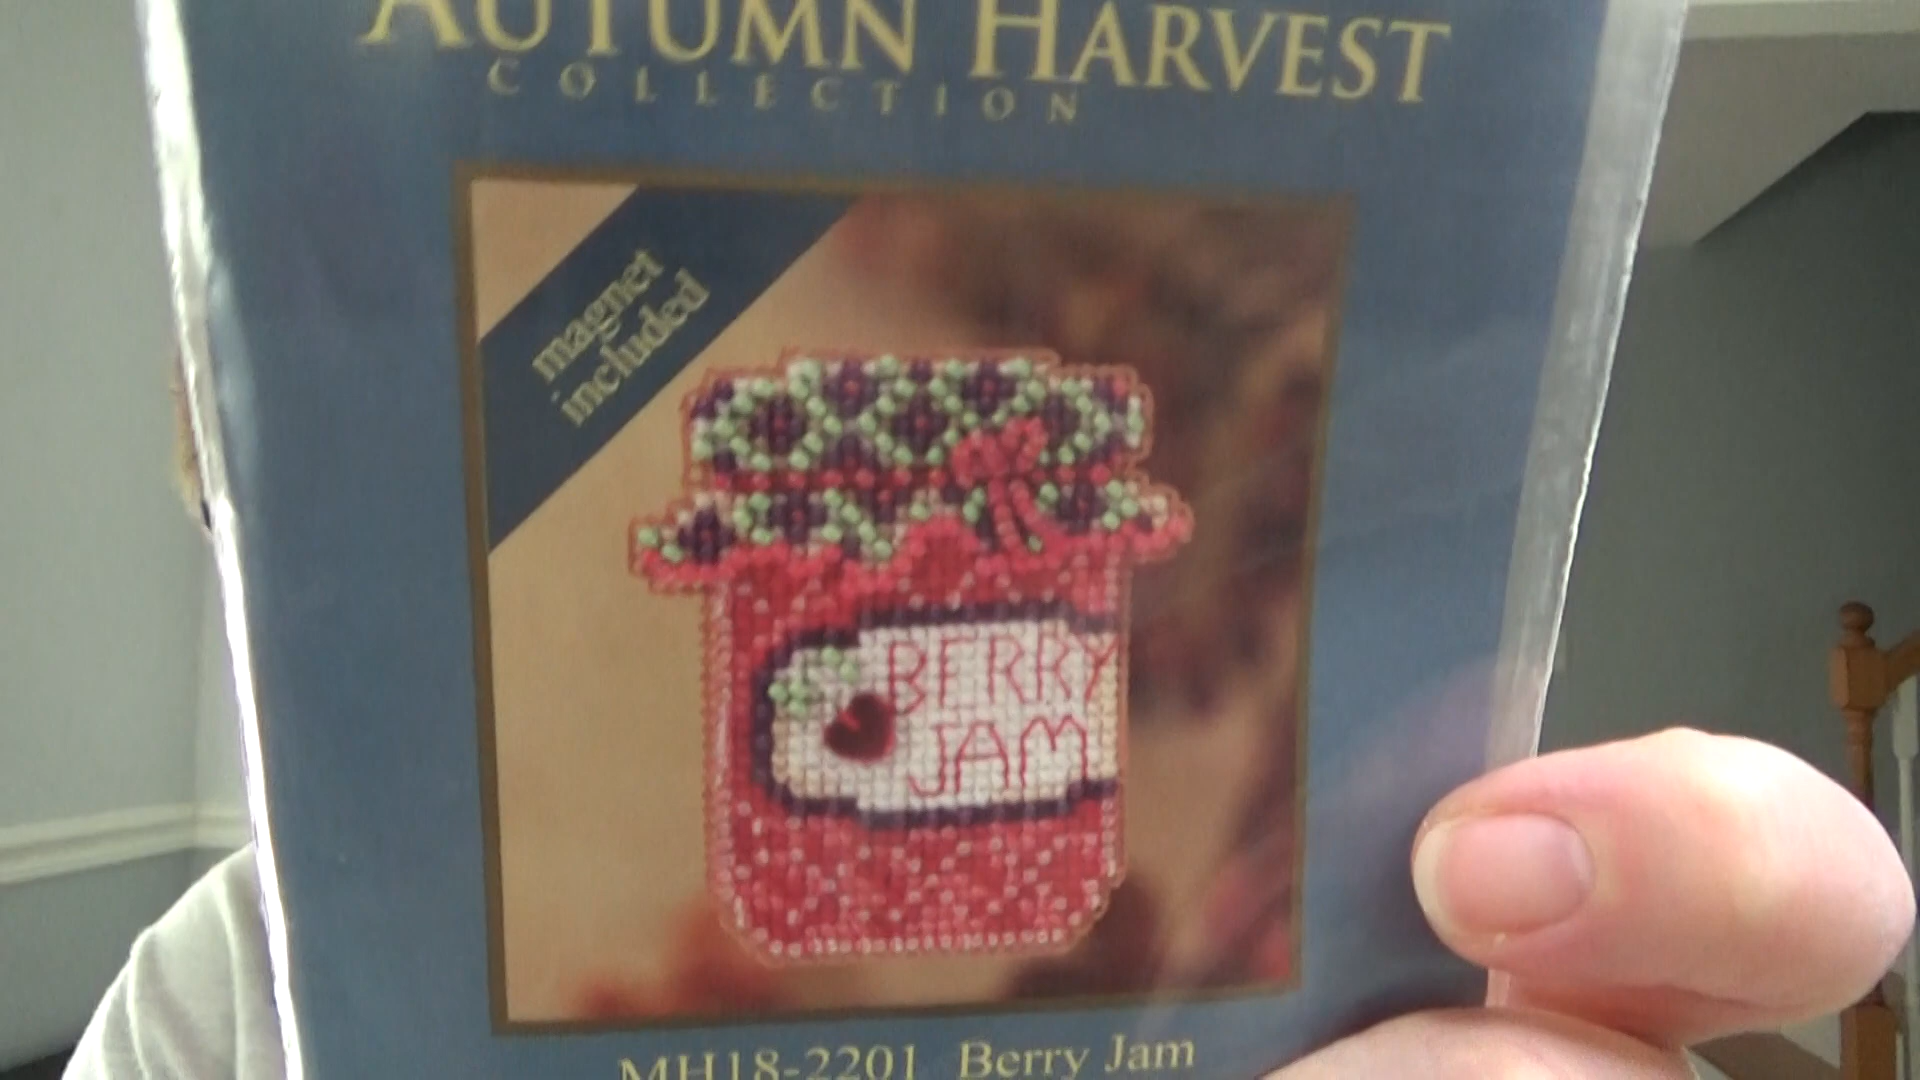 AUTUMN HARVEST
COLLECTION
magnet
included
BERRY
JAM
MH18-2201 Berry Jam